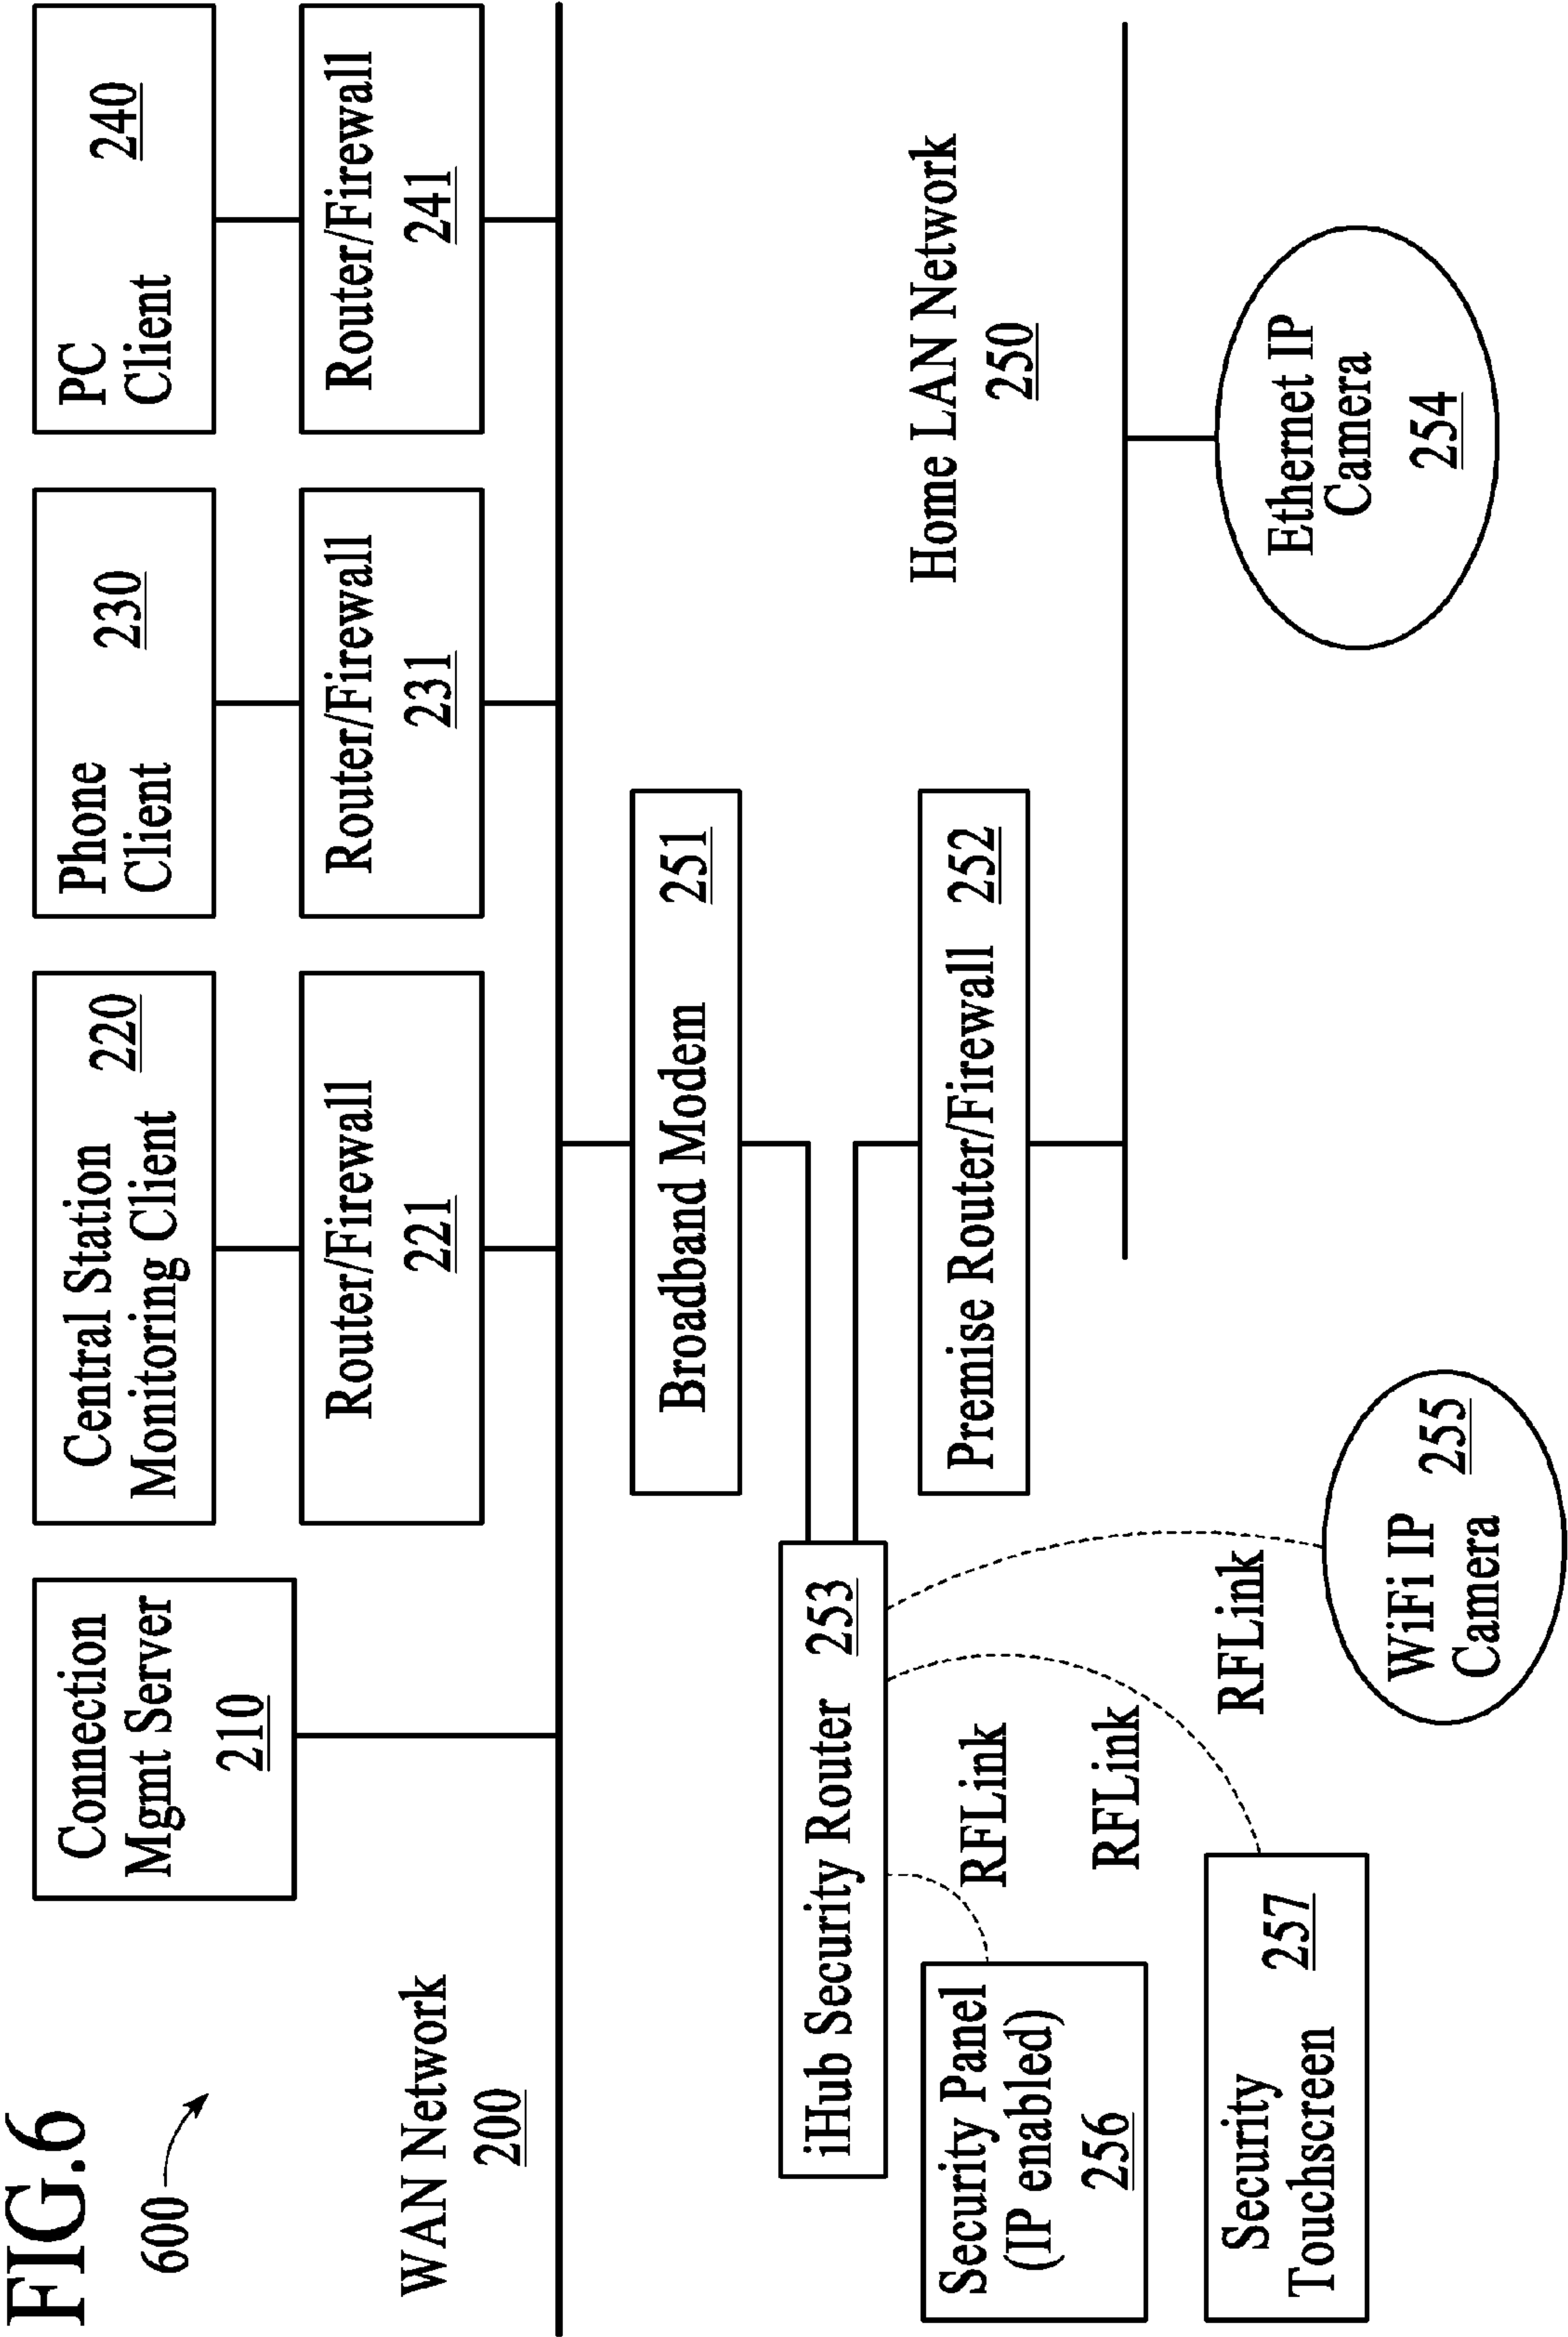 FIG.6
600
WAN Network
200
Connection
Mgmt Server
210
Central Station
Monitoring Client
220
Router/Firewall
221
Phone
Client
230
Router/Firewall
231
PC
Client
240
Router/Firewall
241
Broadband Modem 251
iHub Security Router 253
Premise Router/Firewall 252
Home LAN Network
250
Security Panel
(IP enabled)
256
RFLink
Security
Touchscreen
257
RFLink
RFLink
WiFi IP
Camera
255
Ethernet IP
Camera
254